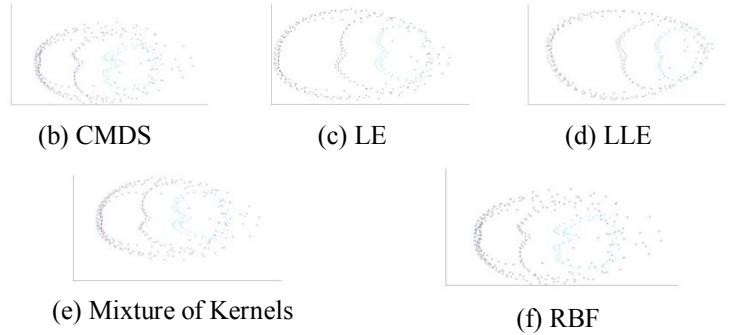 (b) CMDS
(c) LE
(d) LLE
(e) Mixture of Kernels
(f) RBF